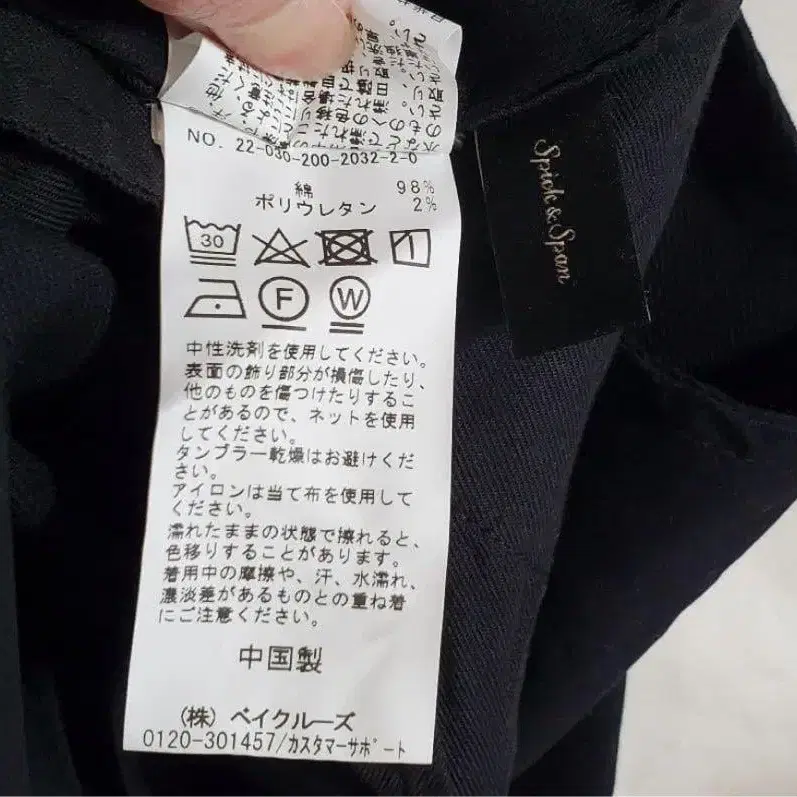 NO. 22-030-200-2032-2-0
綿 98%
ポリウレタン 2%
30
F
W
中性洗剤を使用してください。
表面の飾り部分が損傷したり、
他のものを傷つけたりするこ
とがあるので、ネットを使用
してください。
タンブラー乾燥はお避けくだ
さい。
アイロンは当て布を使用して
ください。
濡れたままの状態で擦れると、
色移りすることがあります。
着用中の摩擦や、汗、水濡れ、
濃淡差があるものとの重ね着
にご注意ください。
中国製
(株) ベイクルーズ
0120-301457/カスタマーサポート
Spick & Span